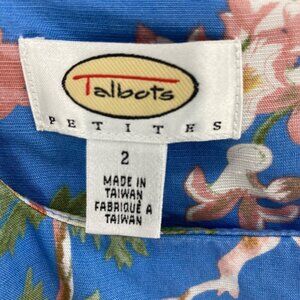 Talbots
PETITES
2
MADE IN
TAIWAN
FABRIQUÉ A
TAIWAN